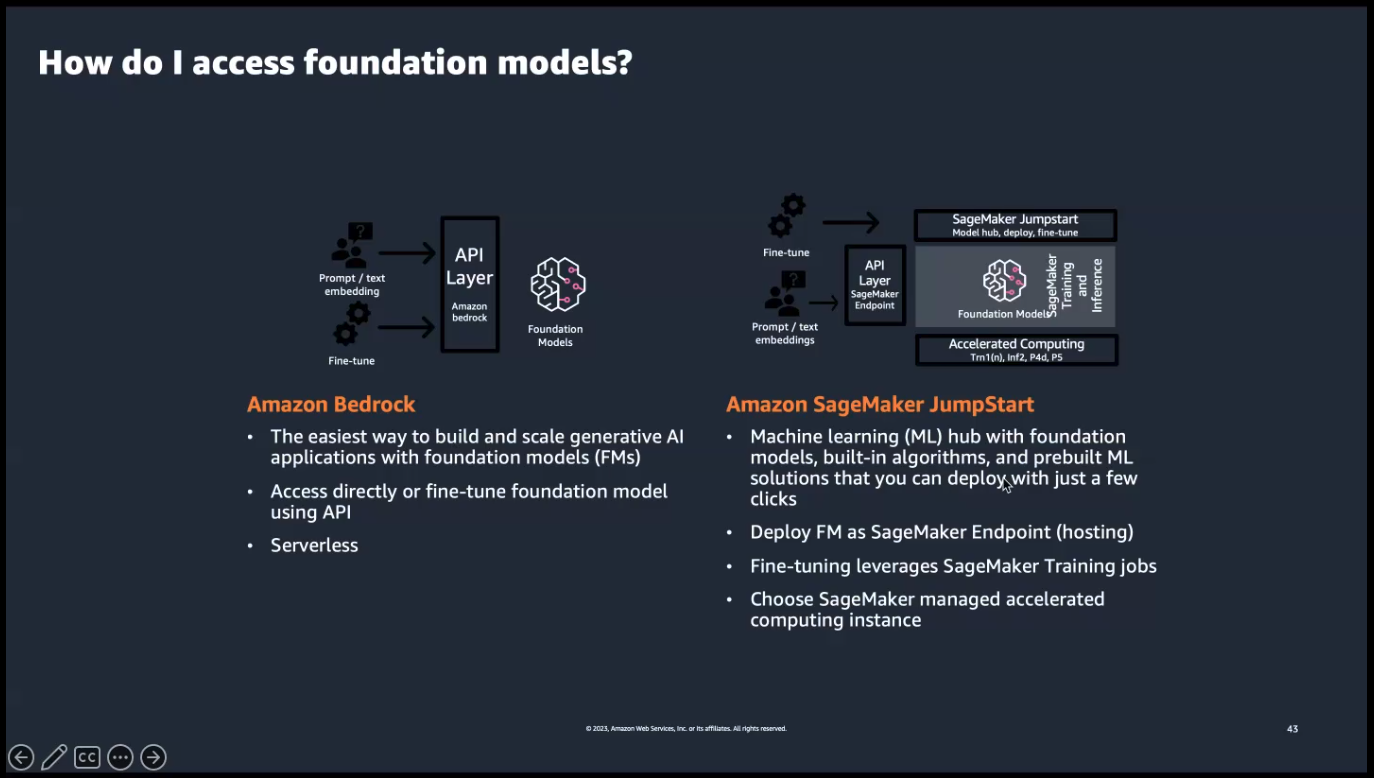 How do I access foundation models?
Prompt / text
embedding
Fine-tune
API
Layer
Amazon
bedrock
Foundation
Models
Fine-tune
Prompt / text
embeddings
API
Layer
SageMaker
Endpoint
SageMaker Jumpstart
Model hub, deploy, fine-tune
Foundation Models
SageMaker
Training
and
Inference
Accelerated Computing
Trn1(n), Inf2, P4d, P5
Amazon Bedrock
• The easiest way to build and scale generative AI
applications with foundation models (FMs)
• Access directly or fine-tune foundation model
using API
• Serverless
Amazon SageMaker JumpStart
• Machine learning (ML) hub with foundation
models, built-in algorithms, and prebuilt ML
solutions that you can deploy with just a few
clicks
• Deploy FM as SageMaker Endpoint (hosting)
• Fine-tuning leverages SageMaker Training jobs
• Choose SageMaker managed accelerated
computing instance
© 2023, Amazon Web Services, Inc. or its affiliates. All rights reserved.
43
CC